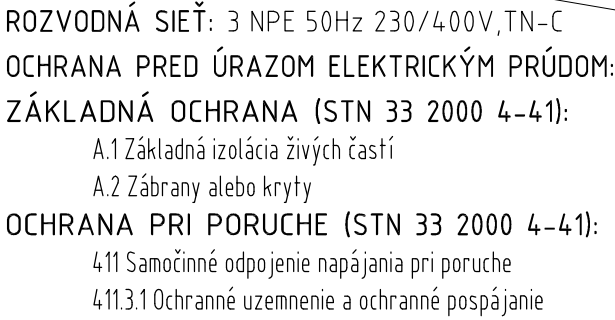 ROZVODNÁ SIEŤ: 3 NPE 50Hz 230/400V,TN-C
OCHRANA PRED ÚRAZOM ELEKTRICKÝM PRÚDOM:
ZÁKLADNÁ OCHRANA (STN 33 2000 4-41):
A.1 Základná izolácia živých častí
A.2 Zábrany alebo kryty
OCHRANA PRI PORUCHE (STN 33 2000 4-41):
411 Samočinné odpojenie napájania pri poruche
411.3.1 Ochranné uzemnenie a ochranné pospájanie